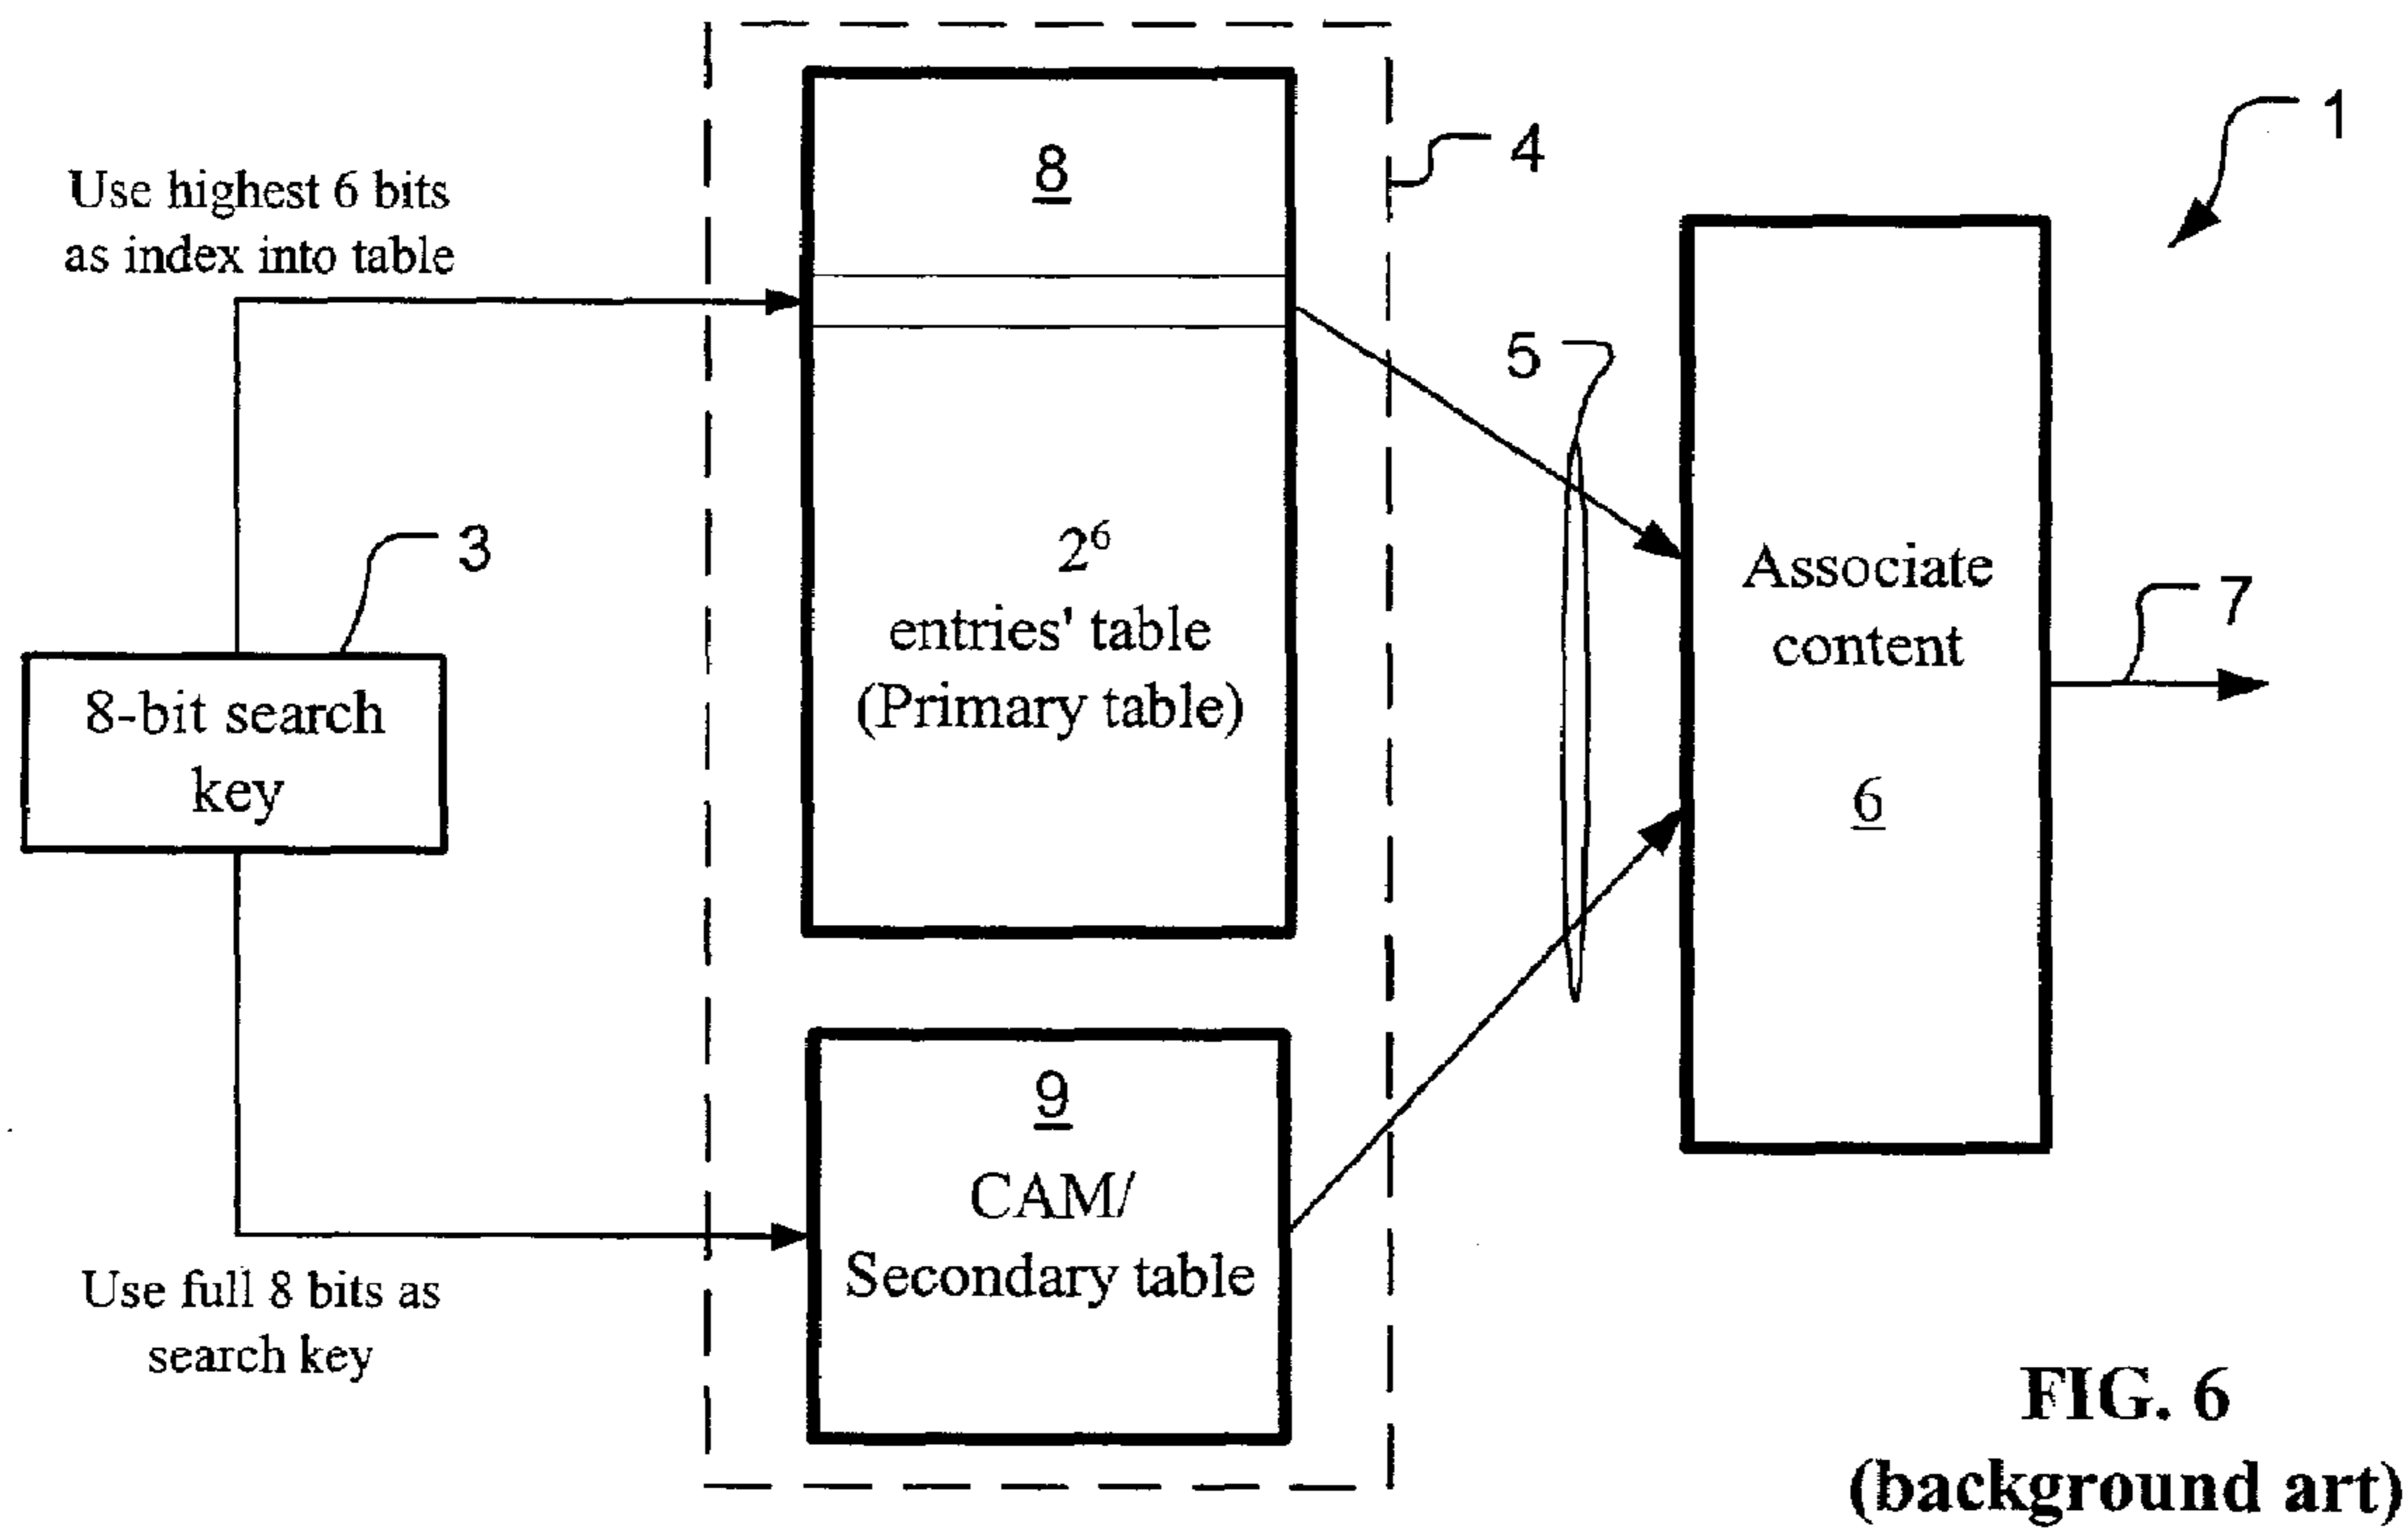 Use highest 6 bits
as index into table
3
8-bit search
key
Use full 8 bits as
search key
8
2⁶
entries' table
(Primary table)
9
CAM/
Secondary table
4
5
Associate
content
6
7
1
FIG. 6
(background art)